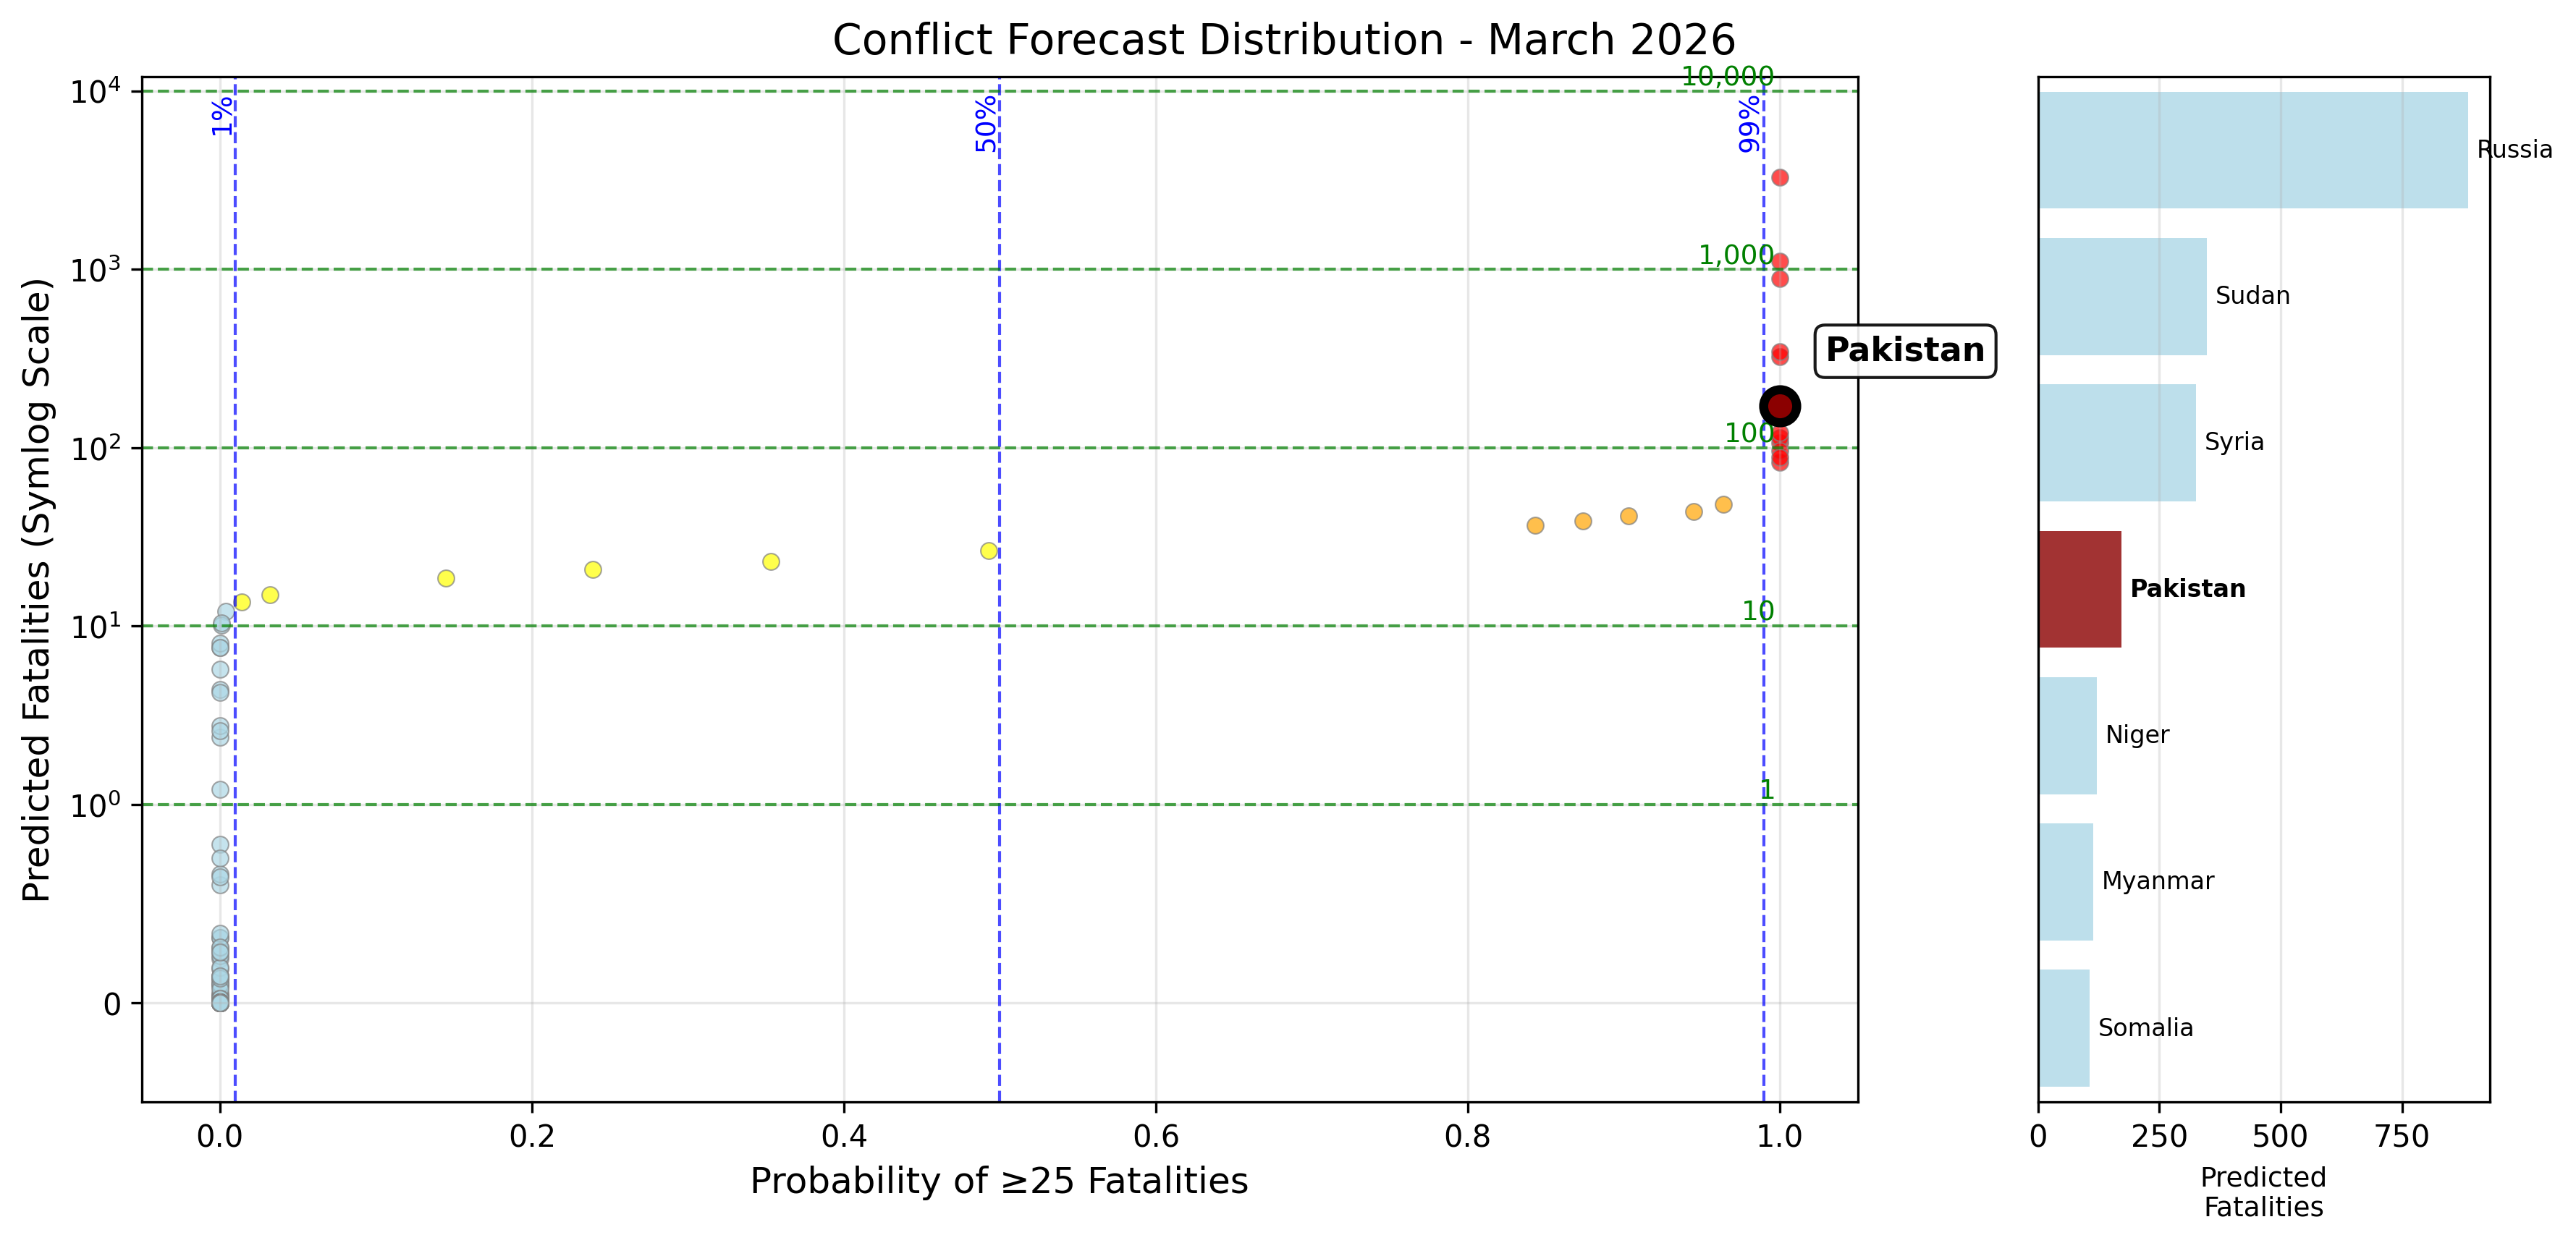 Conflict Forecast Distribution - March 2026
Predicted Fatalities (Symlog Scale)
10⁴
10³
10²
10¹
10⁰
0
1%
50%
99%
10,000
1,000
100
10
1
Pakistan
0.0
0.2
0.4
0.6
0.8
1.0
Probability of ≥25 Fatalities
Russia
Sudan
Syria
Pakistan
Niger
Myanmar
Somalia
0
250
500
750
Predicted
Fatalities